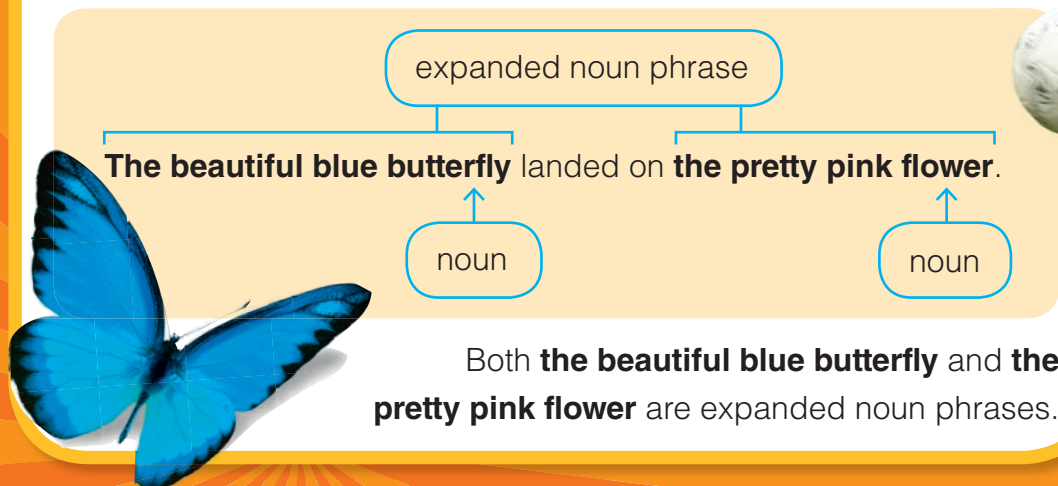 expanded noun phrase
The beautiful blue butterfly landed on the pretty pink flower.
noun noun
Both the beautiful blue butterfly and the
pretty pink flower are expanded noun phrases.